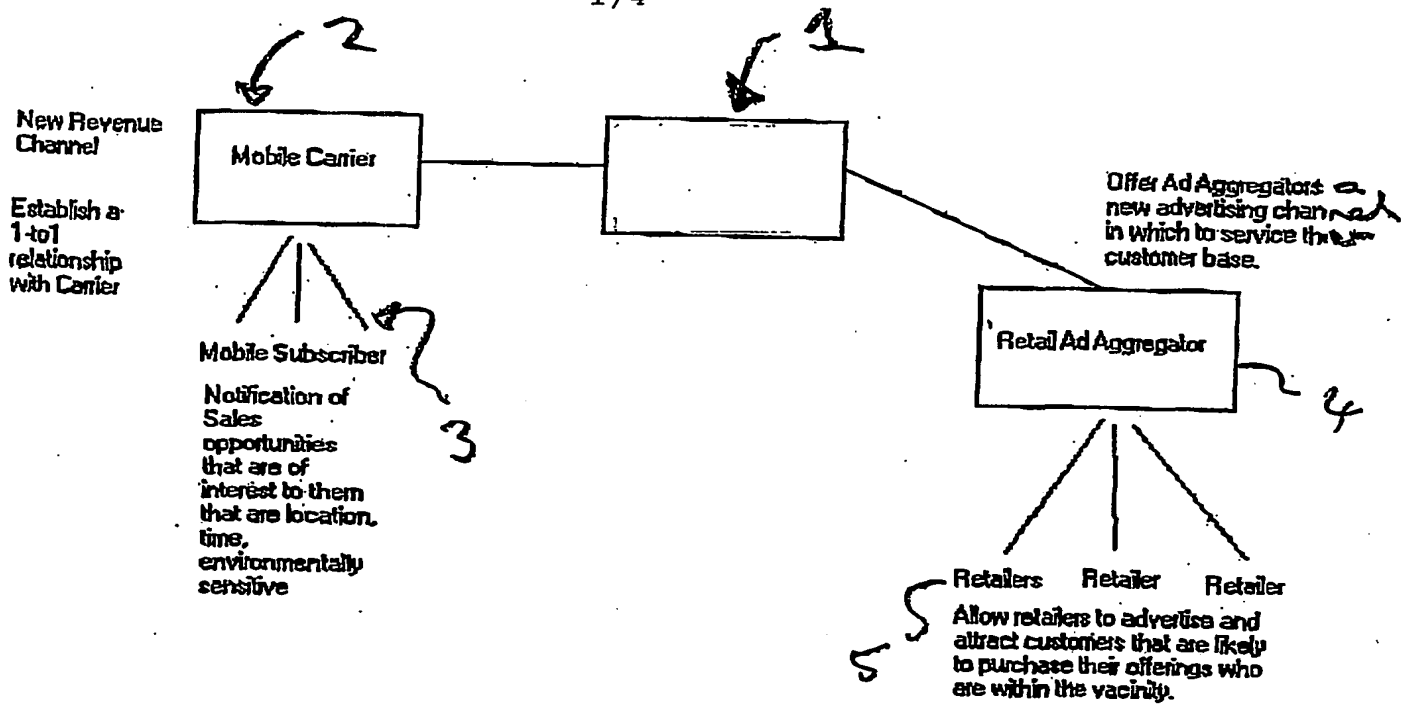 1/4
2
1
New Revenue
Channel
Mobile Carrier
Establish a
1-to1
relationship
with Carrier
Offer Ad Aggregators a
new advertising channel
in which to service their
customer base.
Retail Ad Aggregator
4
Mobile Subscriber
3
Notification of
Sales
opportunities
that are of
interest to them
that are location,
time,
environmentally
sensitive
Retailers Retailer Retailer
5
Allow retailers to advertise and
attract customers that are likely
to purchase their offerings who
are within the vacinity.